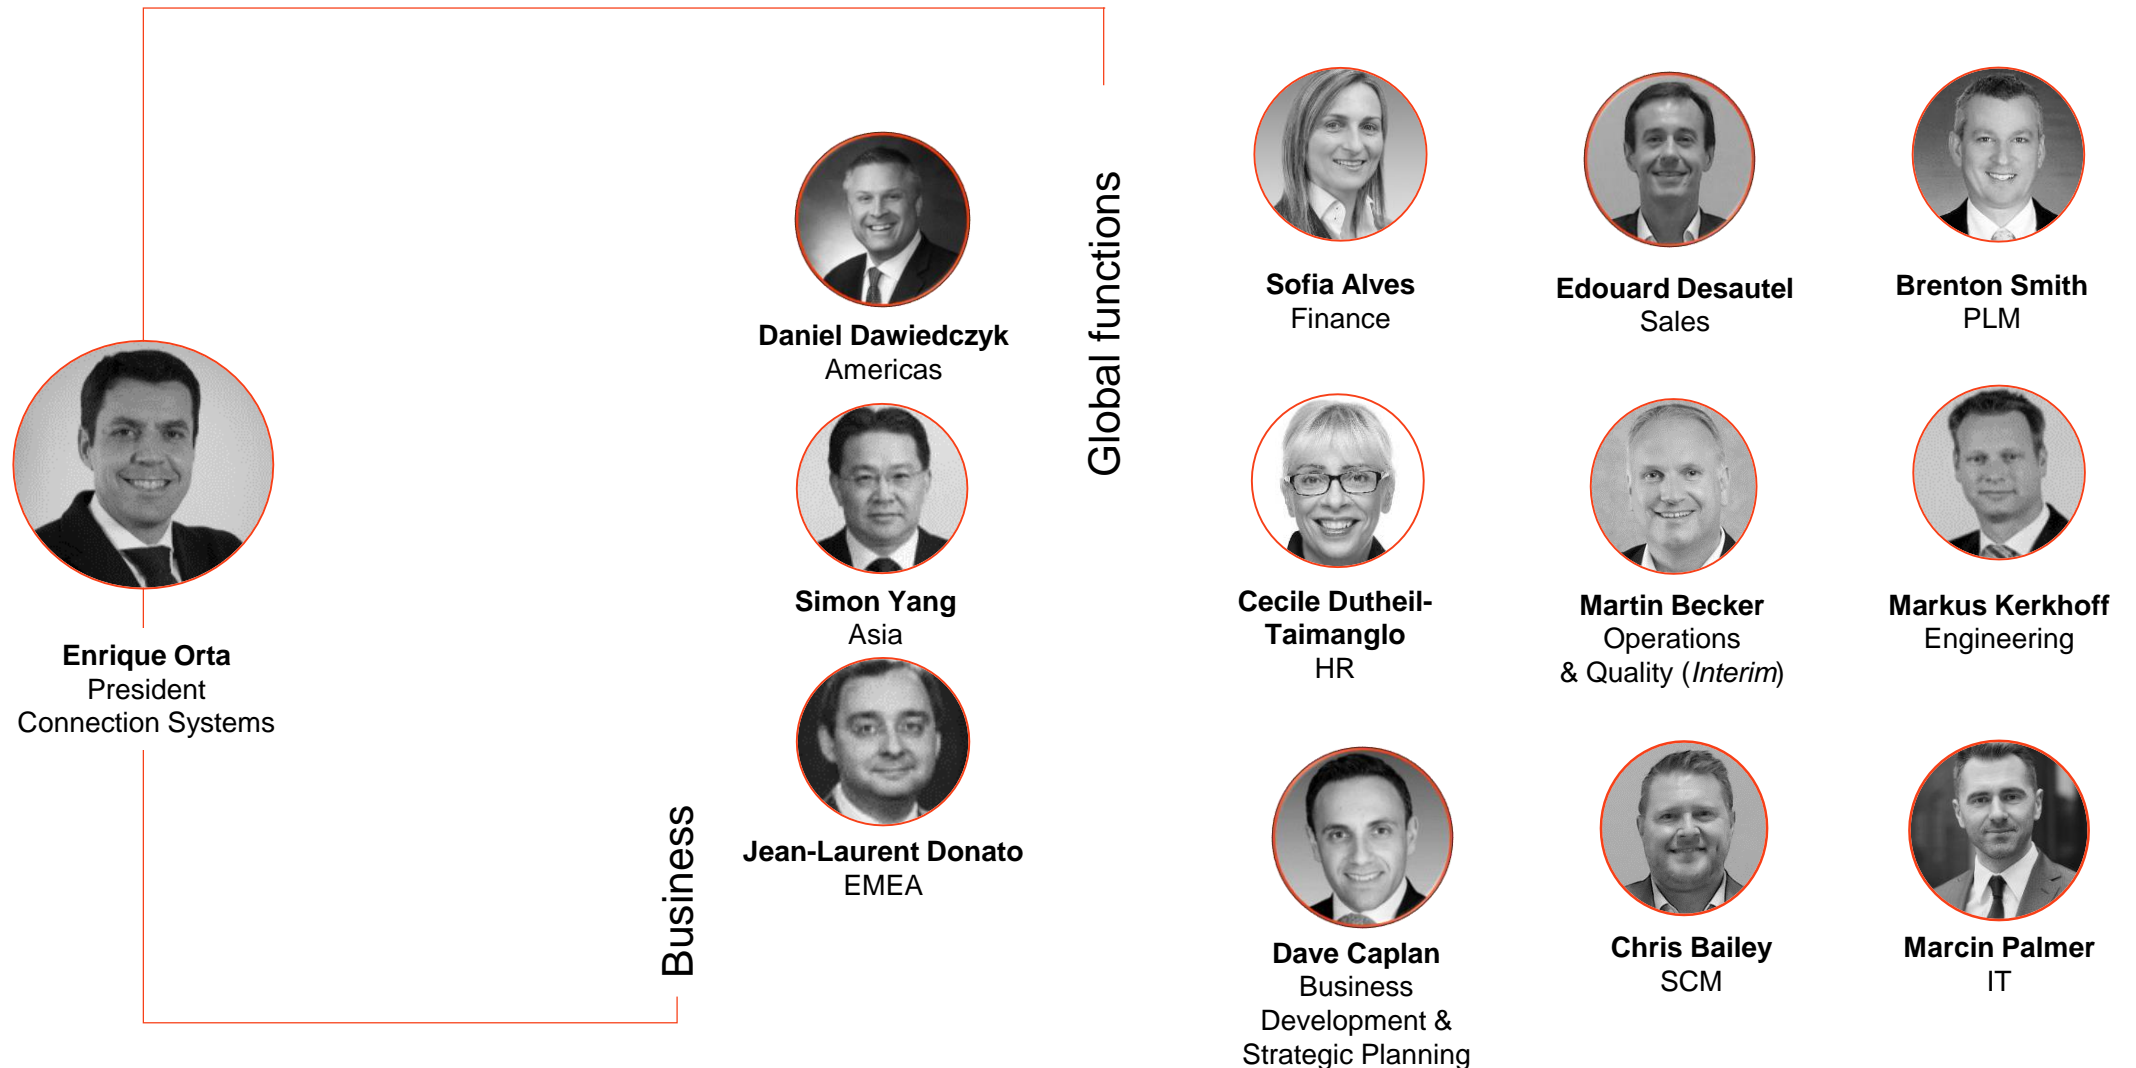 Enrique Orta
President
Connection Systems
Business
Daniel Dawiedczyk
Americas
Simon Yang
Asia
Jean-Laurent Donato
EMEA
Global functions
Sofia Alves
Finance
Edouard Desautel
Sales
Brenton Smith
PLM
Cecile Dutheil-
Taimanglo
HR
Martin Becker
Operations
& Quality (Interim)
Markus Kerkhoff
Engineering
Dave Caplan
Business
Development &
Strategic Planning
Chris Bailey
SCM
Marcin Palmer
IT